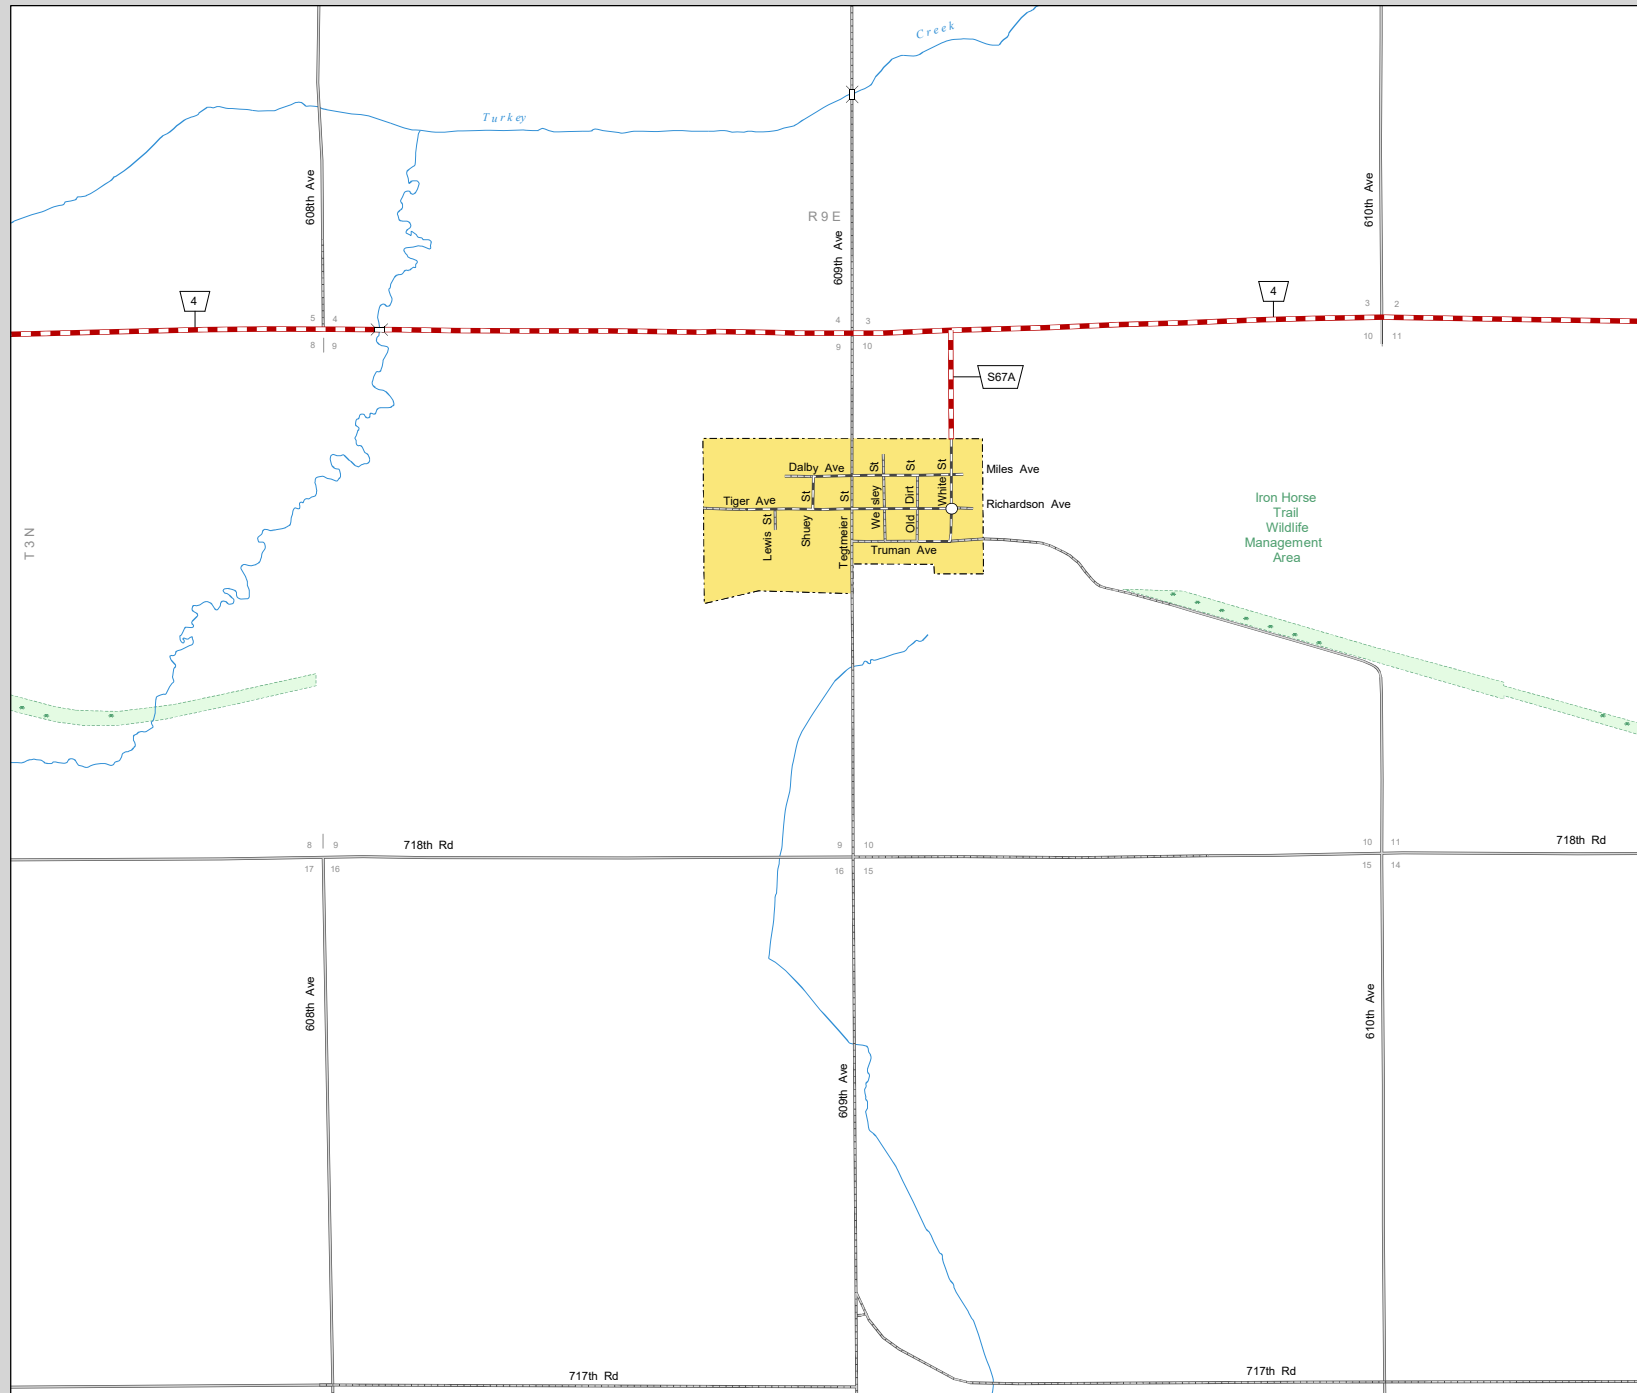 Creek
Turkey
608th Ave
609th Ave
610th Ave
R 9 E
4
4
5 4
8 9
4 3
9 10
3 2
10 11
S67A
Dalby Ave
Wesley St
Old Dirt St
White St
Miles Ave
Tiger Ave
Shuey St
Tegtmeier St
Richardson Ave
Lewis St
Truman Ave
Iron Horse
Trail
Wildlife
Management
Area
T 3 N
8 9
17 16
718th Rd
9 10
16 15
10 11
15 14
718th Rd
608th Ave
609th Ave
610th Ave
717th Rd
717th Rd